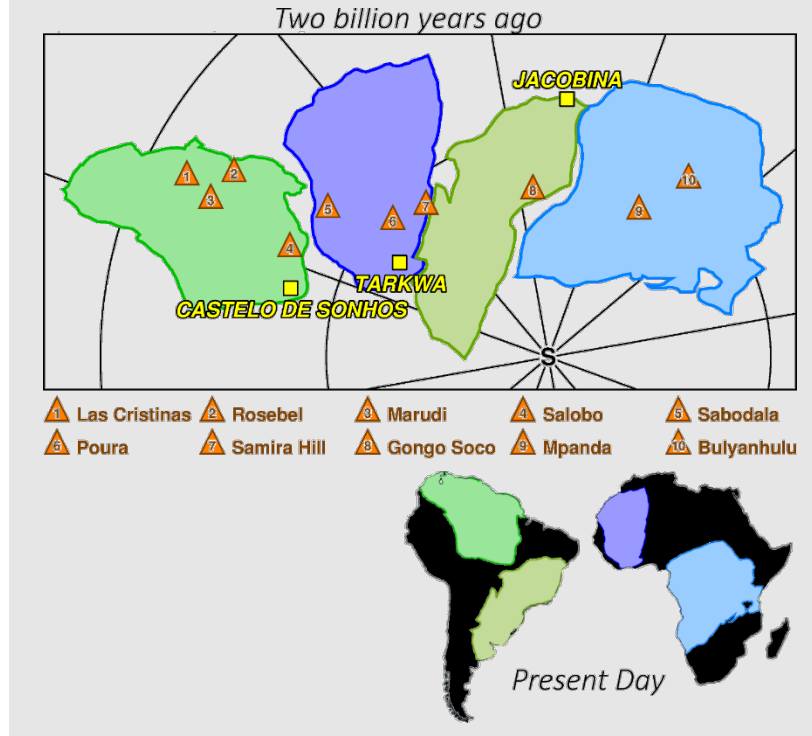 Two billion years ago
JACOBINA
1
2
3
4
5
6
7
8
9
10
TARKWA
CASTELO DE SONHOS
S
1 Las Cristinas 2 Rosebel 3 Marudi 4 Salobo 5 Sabodala
6 Poura 7 Samira Hill 8 Gongo Soco 9 Mpanda 10 Bulyanhulu
Present Day